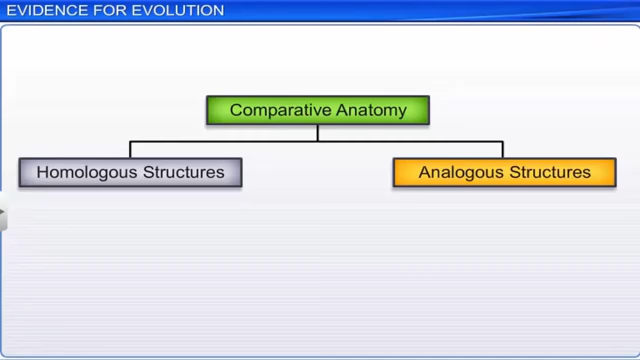 EVIDENCE FOR EVOLUTION
Comparative Anatomy
Homologous Structures
Analogous Structures